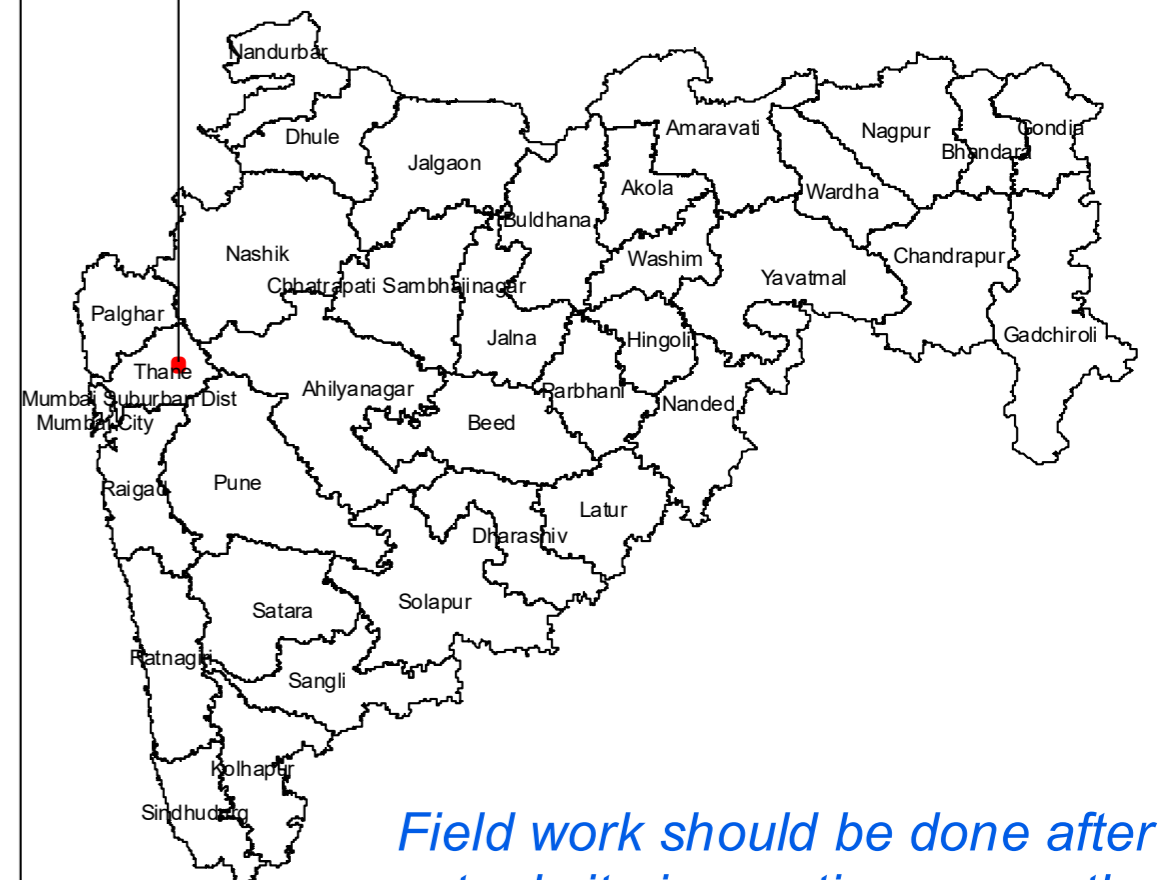 Nandurbar
Dhule
Jalgaon
Amaravati
Nagpur
Gondia
Bhandara
Akola
Wardha
Buldhana
Nashik
Washim
Chandrapur
Chhatrapati Sambhajinagar
Yavatmal
Palghar
Jalna
Hingoli
Gadchiroli
Thane
Ahilyanagar
Parbhani
Mumbai Suburban Dist
Nanded
Mumbai City
Beed
Raigad
Pune
Latur
Dharashiv
Satara
Solapur
Ratnagiri
Sangli
Kolhapur
Sindhudurg
Field work should be done after